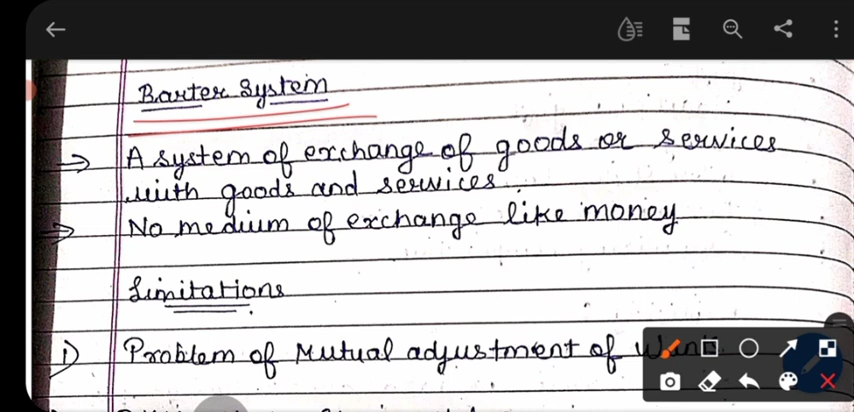 Barter System
⇒ A system of exchange of goods or services
with goods and services.
⇒ No medium of exchange like money
Limitations
i) Problem of Mutual adjustment of